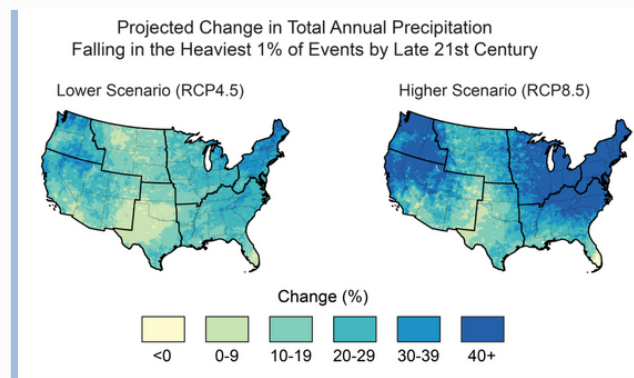 Projected Change in Total Annual Precipitation
Falling in the Heaviest 1% of Events by Late 21st Century
Lower Scenario (RCP4.5)
Higher Scenario (RCP8.5)
Change (%)
<0
0-9
10-19
20-29
30-39
40+